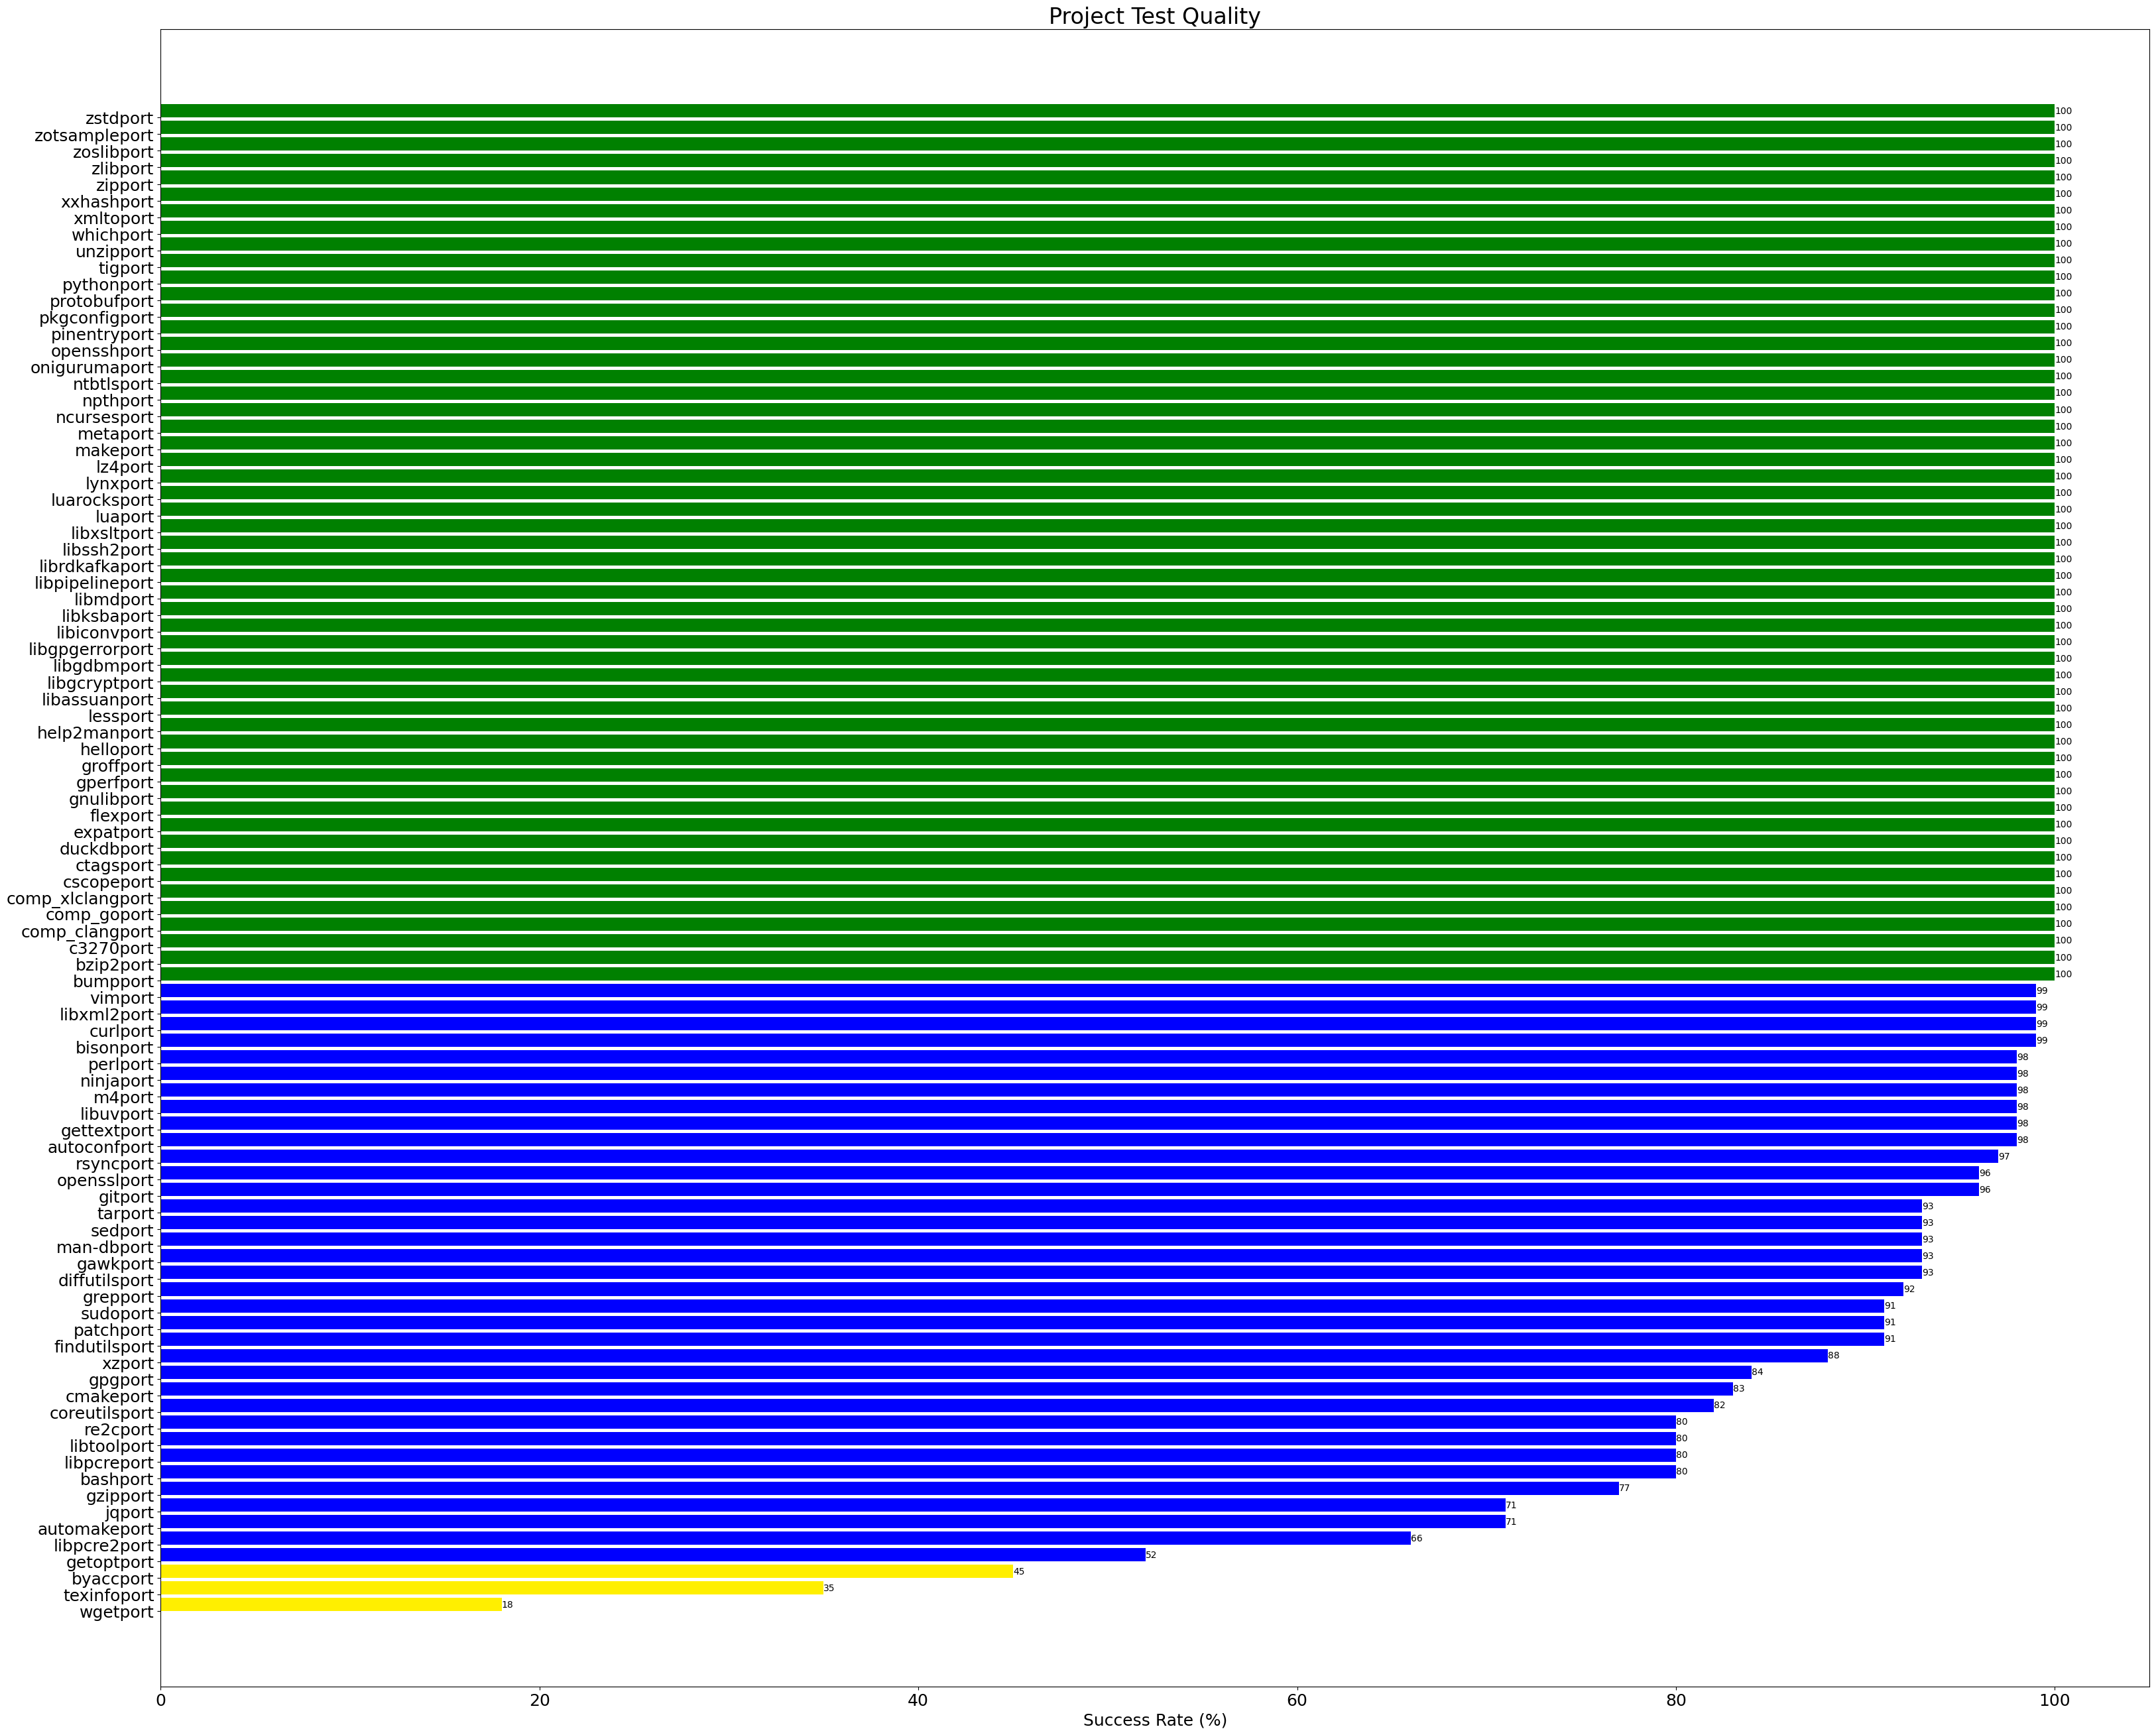 Project Test Quality
zstdport 100
zotsampleport 100
zoslibport 100
zlibport 100
zipport 100
xxhashport 100
xmltoport 100
whichport 100
unzipport 100
tigport 100
pythonport 100
protobufport 100
pkgconfigport 100
pinentryport 100
opensshport 100
onigurumaport 100
ntbtlsport 100
npthport 100
ncursesport 100
metaport 100
makeport 100
lz4port 100
lynxport 100
luarocksport 100
luaport 100
libxsltport 100
libssh2port 100
librdkafkaport 100
libpipelineport 100
libmdport 100
libksbaport 100
libiconvport 100
libgpgerrorport 100
libgdbmport 100
libgcryptport 100
libassuanport 100
lessport 100
help2manport 100
helloport 100
groffport 100
gperfport 100
gnulibport 100
flexport 100
expatport 100
duckdbport 100
ctagsport 100
cscopeport 100
comp_xlclangport 100
comp_goport 100
comp_clangport 100
c3270port 100
bzip2port 100
bumpport 100
vimport 99
libxml2port 99
curlport 99
bisonport 99
perlport 98
ninjaport 98
m4port 98
libuvport 98
gettextport 98
autoconfport 98
rsyncport 97
opensslport 96
gitport 96
tarport 93
sedport 93
man-dbport 93
gawkport 93
diffutilsport 93
grepport 92
sudoport 91
patchport 91
findutilsport 91
xzport 88
gpgport 84
cmakeport 83
coreutilsport 82
re2cport 80
libtoolport 80
libpcreport 80
bashport 80
gzipport 77
jqport 71
automakeport 71
libpcre2port 66
getoptport 52
byaccport 45
texinfoport 35
wgetport 18
0 20 40 60 80 100
Success Rate (%)